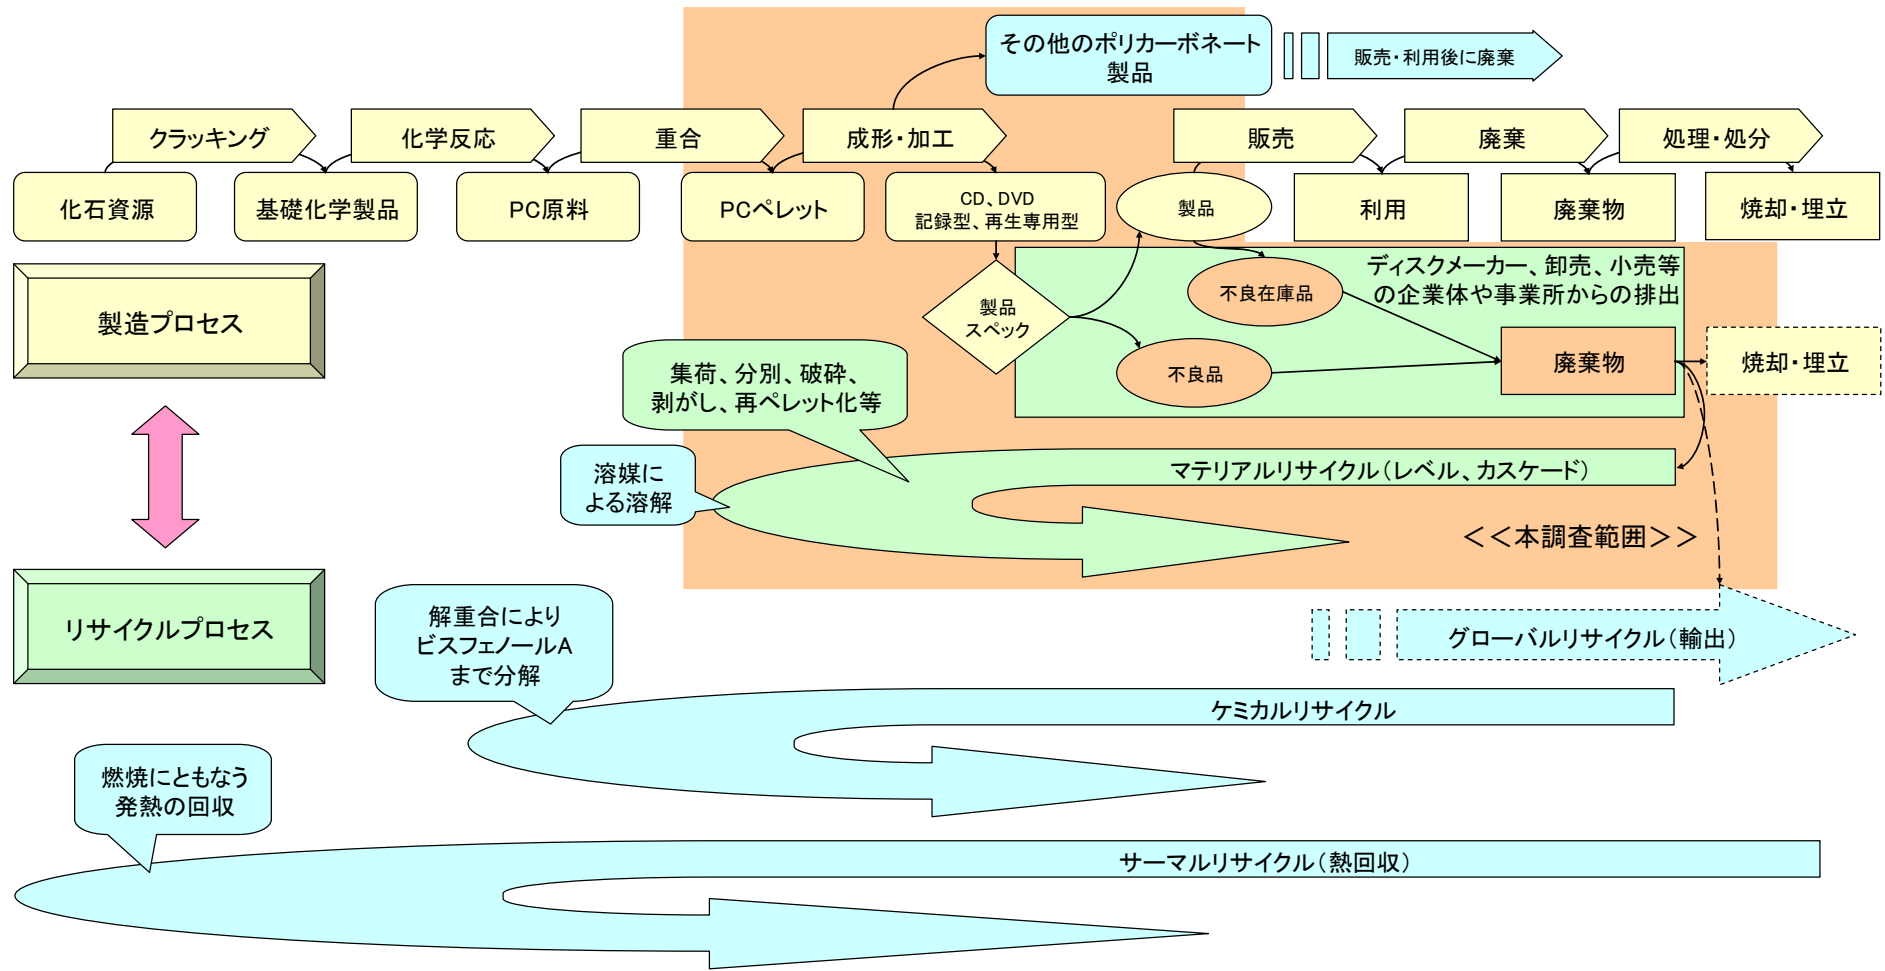 その他のポリカーボネート
製品
販売・利用後に廃棄
クラッキング
化学反応
重合
成形・加工
販売
廃棄
処理・処分
化石資源
基礎化学製品
PC原料
PCペレット
CD、DVD
記録型、再生専用型
製品
利用
廃棄物
焼却・埋立
製造プロセス
製品
スペック
不良在庫品
ディスクメーカー、卸売、小売等
の企業体や事業所からの排出
不良品
廃棄物
焼却・埋立
集荷、分別、破砕、
剥がし、再ペレット化等
溶媒に
よる溶解
マテリアルリサイクル（レベル、カスケード）
＜＜本調査範囲＞＞
リサイクルプロセス
解重合により
ビスフェノールA
まで分解
グローバルリサイクル（輸出）
ケミカルリサイクル
燃焼にともなう
発熱の回収
サーマルリサイクル（熱回収）